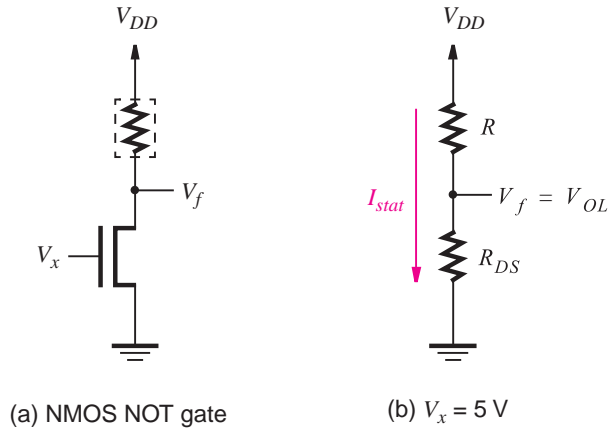 V_DD
V_f
V_x
(a) NMOS NOT gate
V_DD
R
I_stat
V_f = V_OL
R_DS
(b) V_x = 5 V